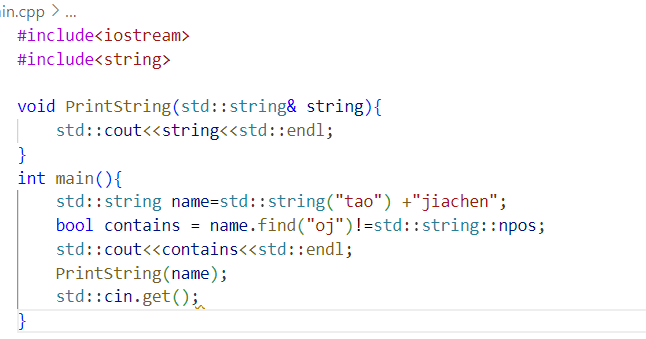 in.cpp > ...
#include<iostream>
#include<string>
void PrintString(std::string& string){
std::cout<<string<<std::endl;
}
int main(){
std::string name=std::string("tao") +"jiachen";
bool contains = name.find("oj")!=std::string::npos;
std::cout<<contains<<std::endl;
PrintString(name);
std::cin.get();
}